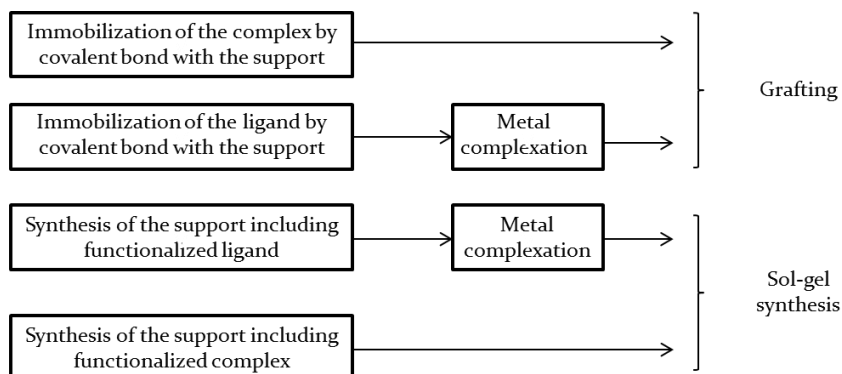 Immobilization of the complex by
covalent bond with the support
Grafting
Immobilization of the ligand by
covalent bond with the support
Metal
complexation
Synthesis of the support including
functionalized ligand
Metal
complexation
Sol-gel
synthesis
Synthesis of the support including
functionalized complex